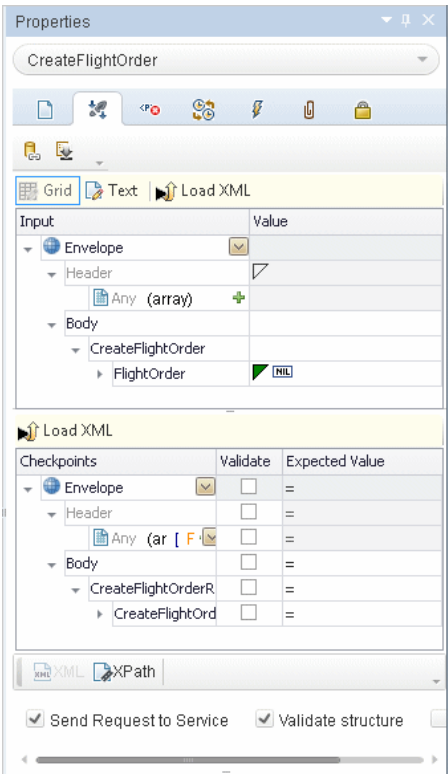 Properties
CreateFlightOrder
<P>
Grid Text Load XML
Input Value
Envelope
Header
Any (array)
Body
CreateFlightOrder
FlightOrder NIL
Load XML
Checkpoints Validate Expected Value
Envelope =
Header =
Any (ar [ F =
Body =
CreateFlightOrderR =
CreateFlightOrd =
XML XPath
Send Request to Service Validate structure